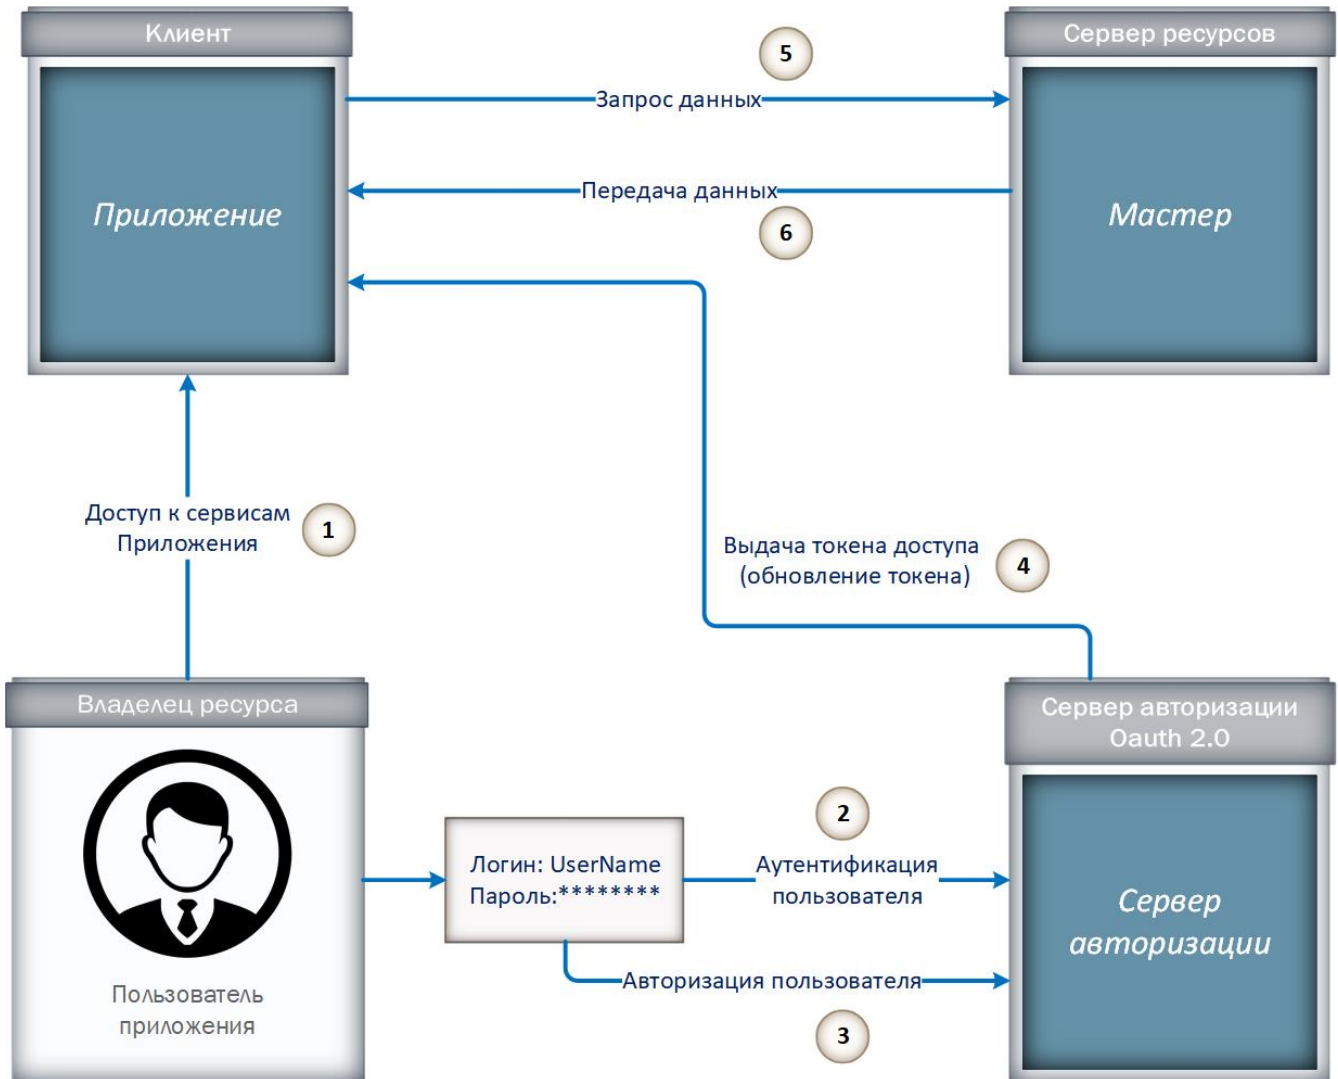 Клиент
Сервер ресурсов
5
Запрос данных
Приложение
Передача данных
Мастер
6
Доступ к сервисам
Приложения
1
Выдача токена доступа
(обновление токена)
4
Владелец ресурса
Сервер авторизации
Oauth 2.0
2
Логин: UserName
Пароль:********
Аутентификация
пользователя
Сервер
авторизации
Авторизация пользователя
3
Пользователь
приложения